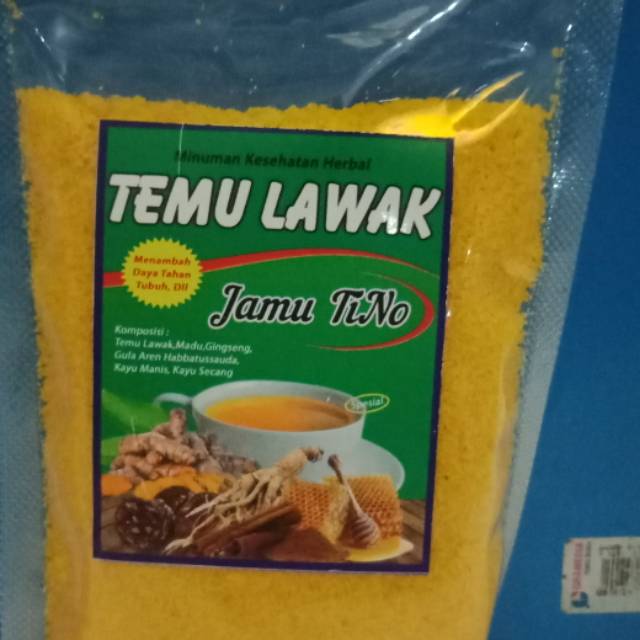 Minuman Kesehatan Herbal
TEMU LAWAK
Menambah
Daya Tahan
Tubuh, Dll
Jamu TiNo
Komposisi :
Temu Lawak,Madu,Gingseng,
Gula Aren Habbatussauda,
Kayu Manis, Kayu Secang
Spesial